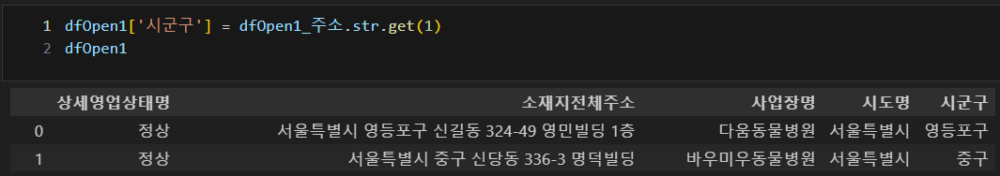 1 dfOpen1['시군구'] = dfOpen1_주소.str.get(1)
2 dfOpen1
상세영업상태명 소재지전체주소 사업장명 시도명 시군구
0 정상 서울특별시 영등포구 신길동 324-49 영민빌딩 1층 다움동물병원 서울특별시 영등포구
1 정상 서울특별시 중구 신당동 336-3 명덕빌딩 바우미우동물병원 서울특별시 중구